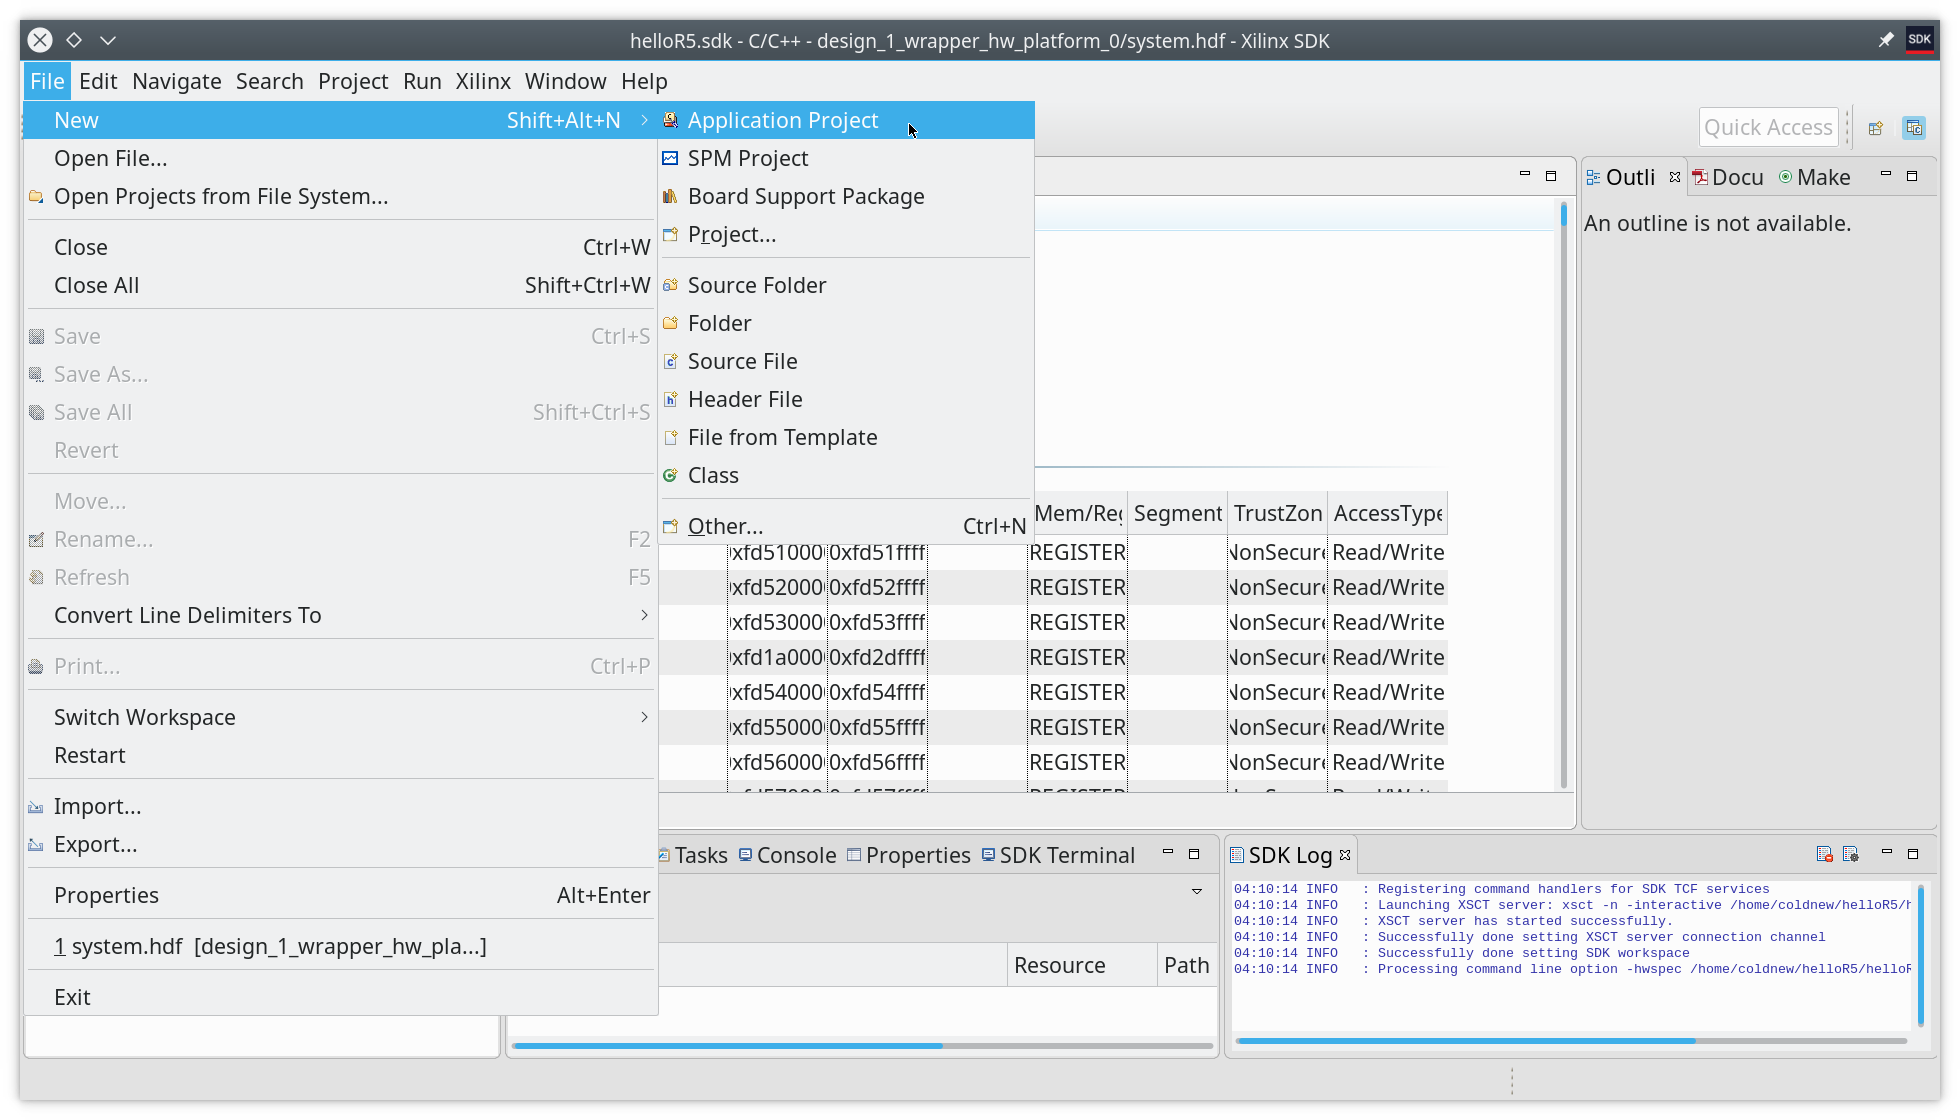 helloR5.sdk - C/C++ - design_1_wrapper_hw_platform_0/system.hdf - Xilinx SDK
SDK
File Edit Navigate Search Project Run Xilinx Window Help
New Shift+Alt+N
Open File...
Open Projects from File System...
Close Ctrl+W
Close All Shift+Ctrl+W
Save Ctrl+S
Save As...
Save All Shift+Ctrl+S
Revert
Move...
Rename... F2
Refresh F5
Convert Line Delimiters To
Print... Ctrl+P
Switch Workspace
Restart
Import...
Export...
Properties Alt+Enter
1 system.hdf [design_1_wrapper_hw_pla...]
Exit
Application Project
SPM Project
Board Support Package
Project...
Source Folder
Folder
Source File
Header File
File from Template
Class
Other... Ctrl+N
Quick Access
Outli Docu Make
An outline is not available.
Mem/Reg Segment TrustZon AccessType
xfd51000 0xfd51ffff REGISTER NonSecure Read/Write
xfd52000 0xfd52ffff REGISTER NonSecure Read/Write
xfd53000 0xfd53ffff REGISTER NonSecure Read/Write
xfd1a000 0xfd2dffff REGISTER NonSecure Read/Write
xfd54000 0xfd54ffff REGISTER NonSecure Read/Write
xfd55000 0xfd55ffff REGISTER NonSecure Read/Write
xfd56000 0xfd56ffff REGISTER NonSecure Read/Write
Tasks Console Properties SDK Terminal
Resource Path
SDK Log
04:10:14 INFO : Registering command handlers for SDK TCF services
04:10:14 INFO : Launching XSCT server: xsct -n -interactive /home/coldnew/helloR5/h
04:10:14 INFO : XSCT server has started successfully.
04:10:14 INFO : Successfully done setting XSCT server connection channel
04:10:14 INFO : Successfully done setting SDK workspace
04:10:14 INFO : Processing command line option -hwspec /home/coldnew/helloR5/helloR